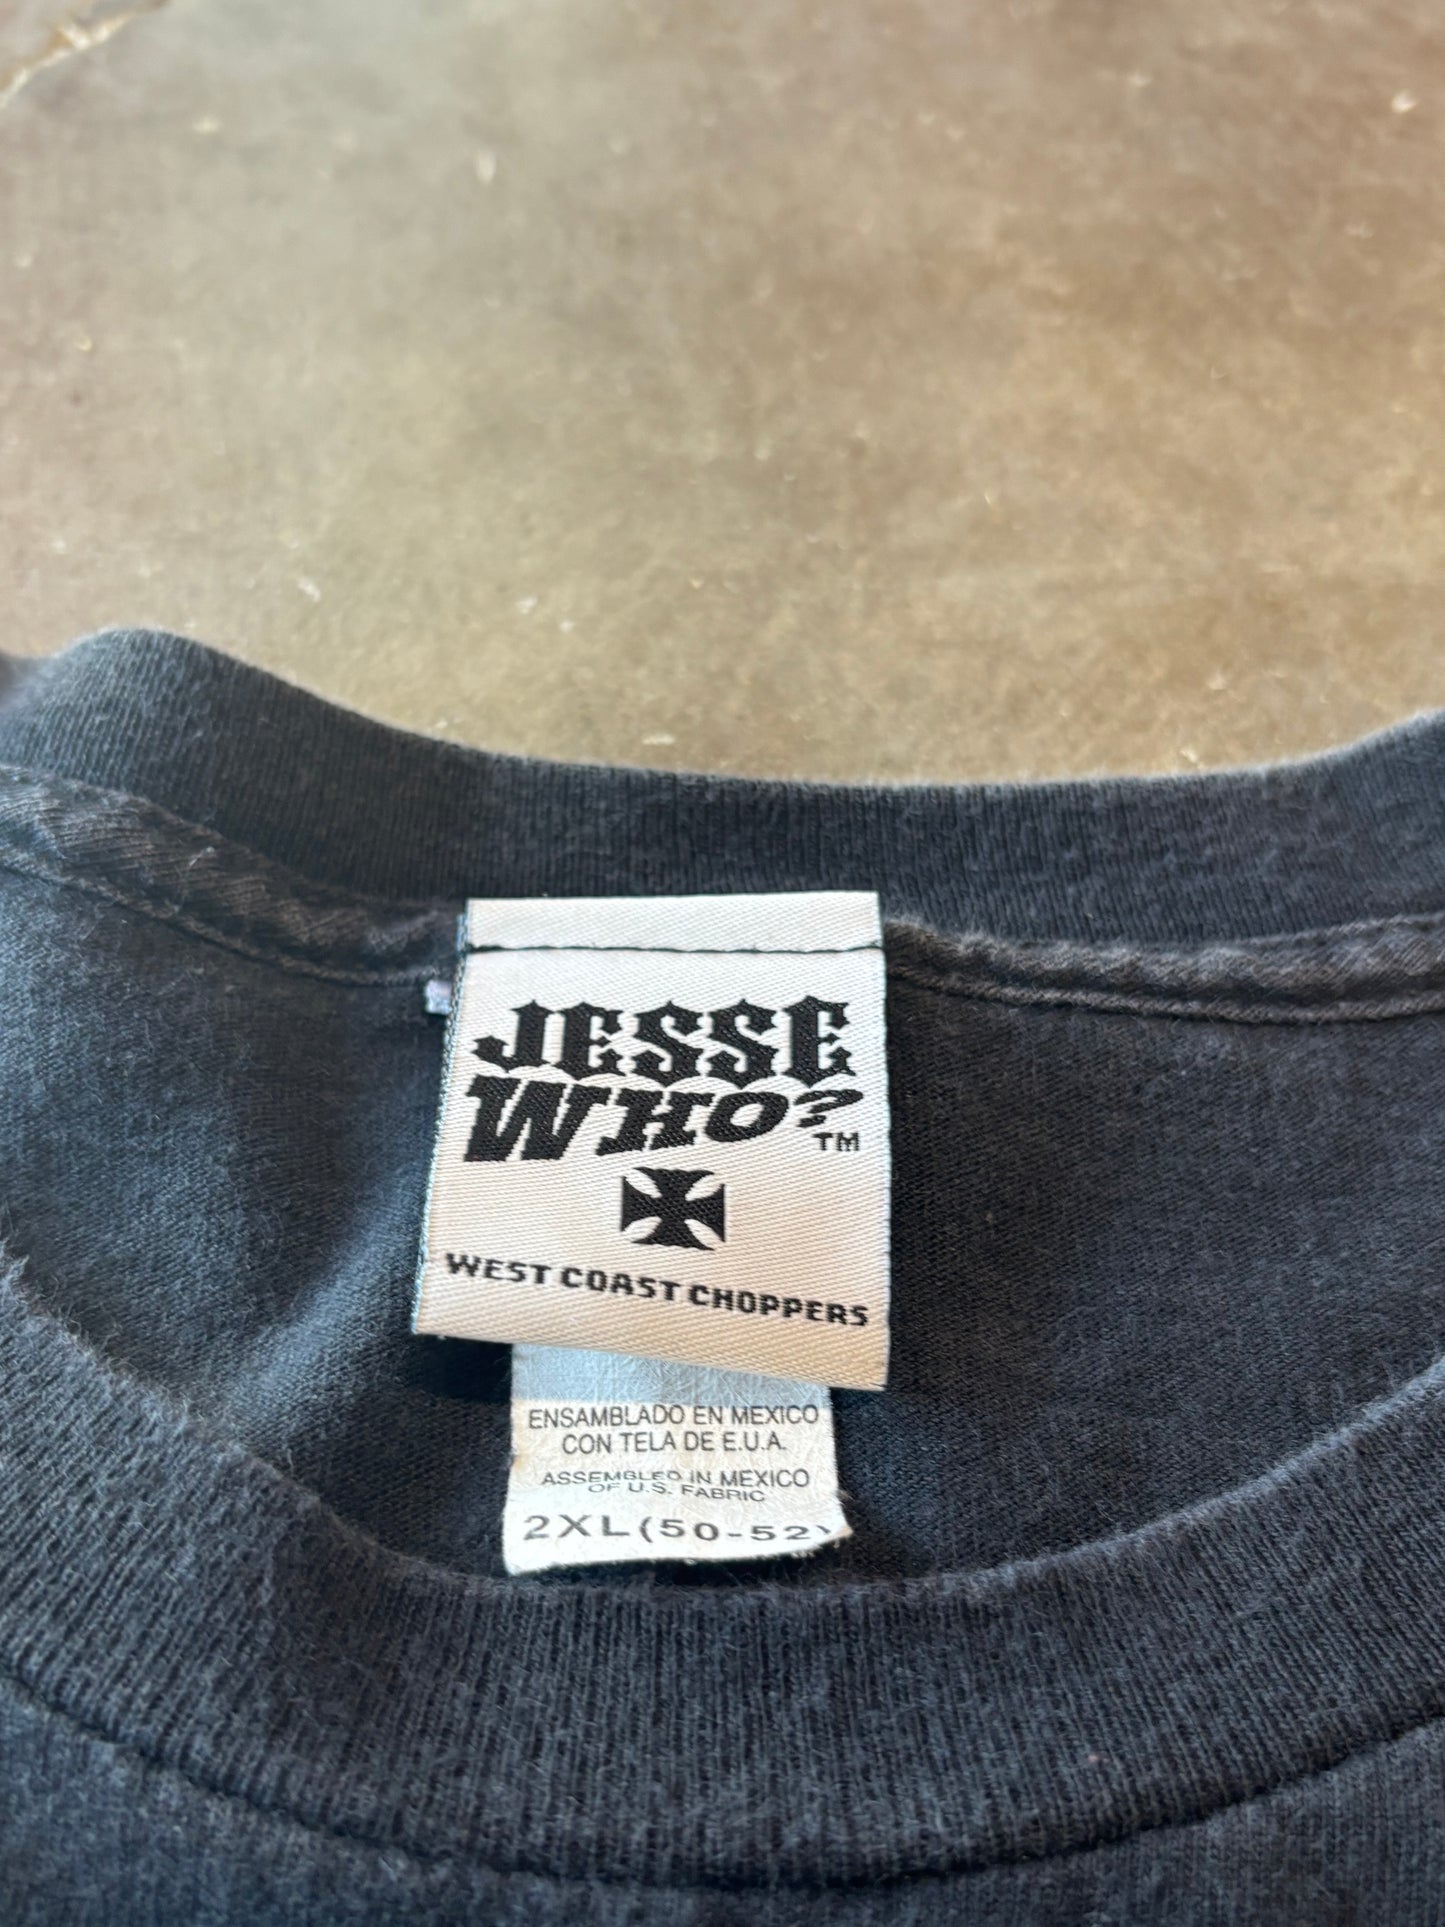 JESSE
WHO?™
WEST COAST CHOPPERS
ENSAMBLADO EN MEXICO
CON TELA DE E.U.A.
ASSEMBLED IN MEXICO
OF U.S. FABRIC
2XL (50-52)